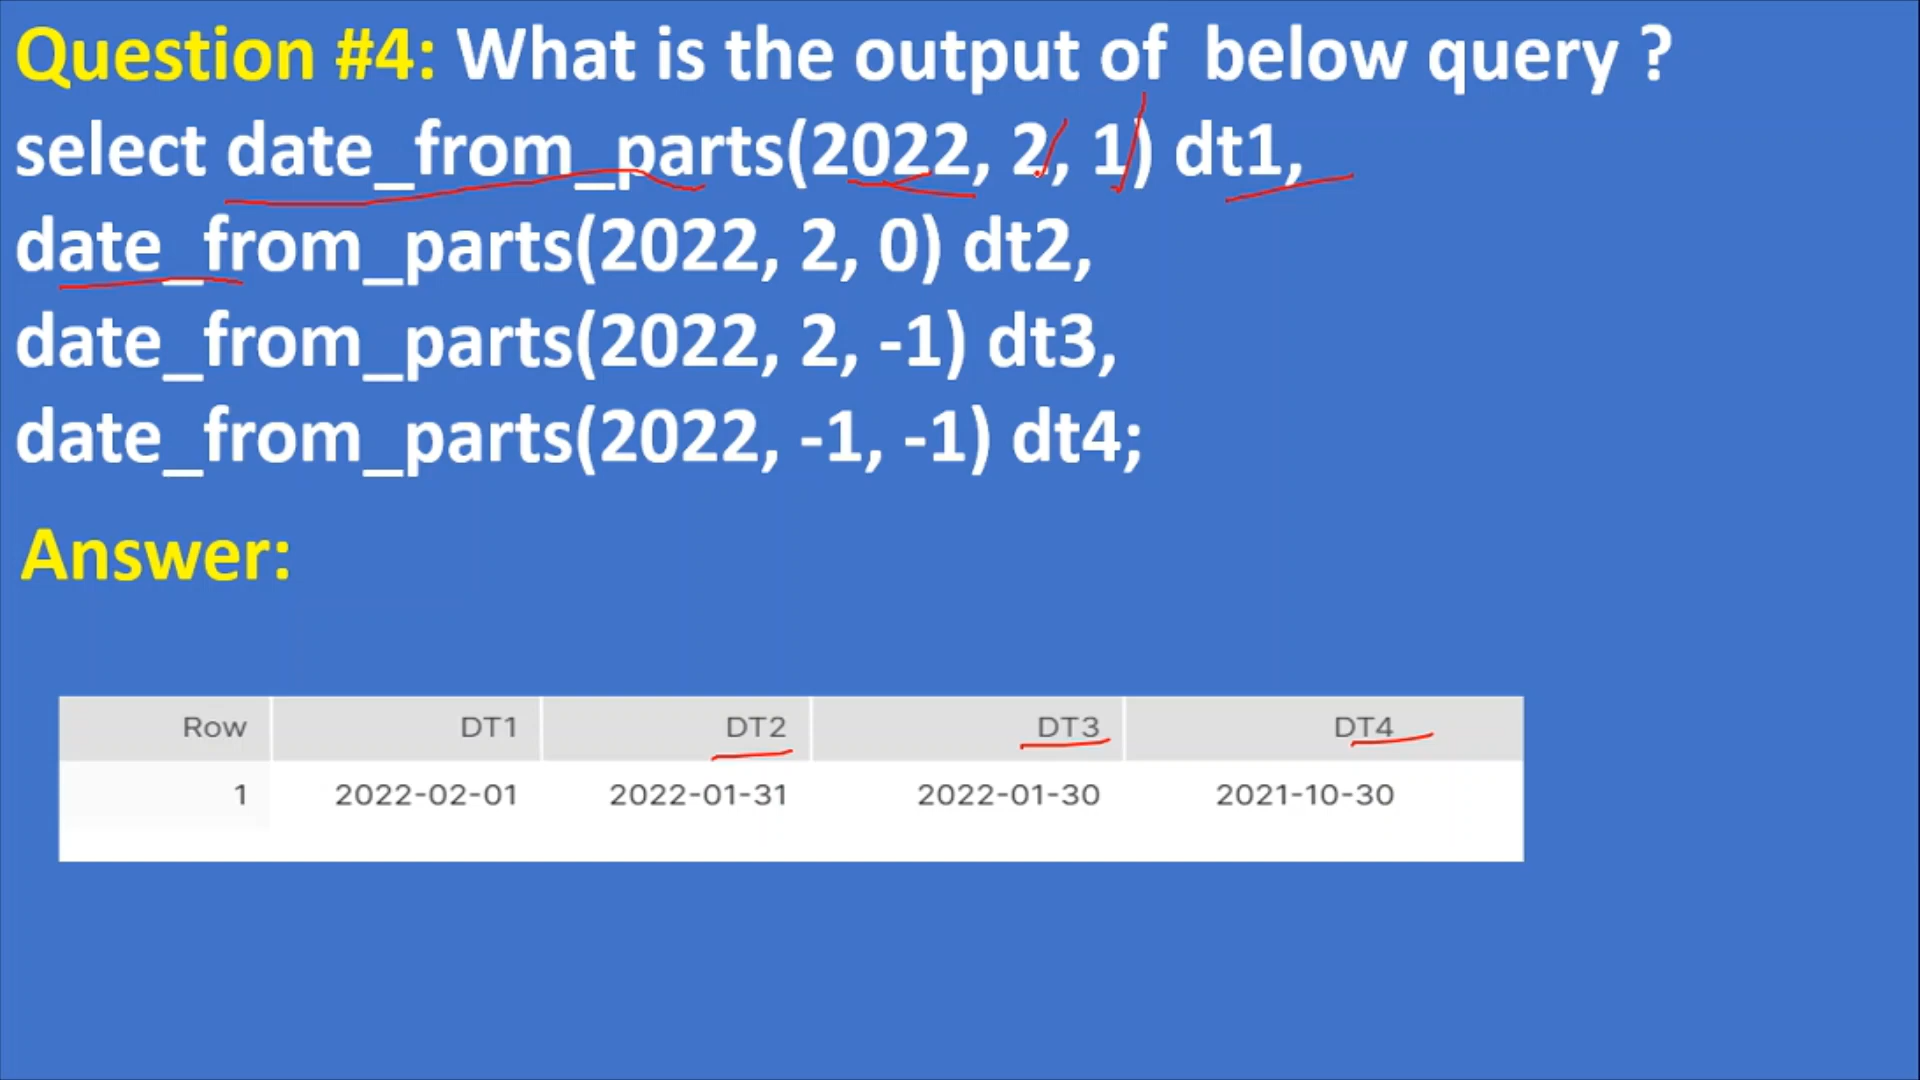 Question #4: What is the output of below query ?
select date_from_parts(2022, 2, 1) dt1,
date_from_parts(2022, 2, 0) dt2,
date_from_parts(2022, 2, -1) dt3,
date_from_parts(2022, -1, -1) dt4;
Answer:
Row DT1 DT2 DT3 DT4
1 2022-02-01 2022-01-31 2022-01-30 2021-10-30